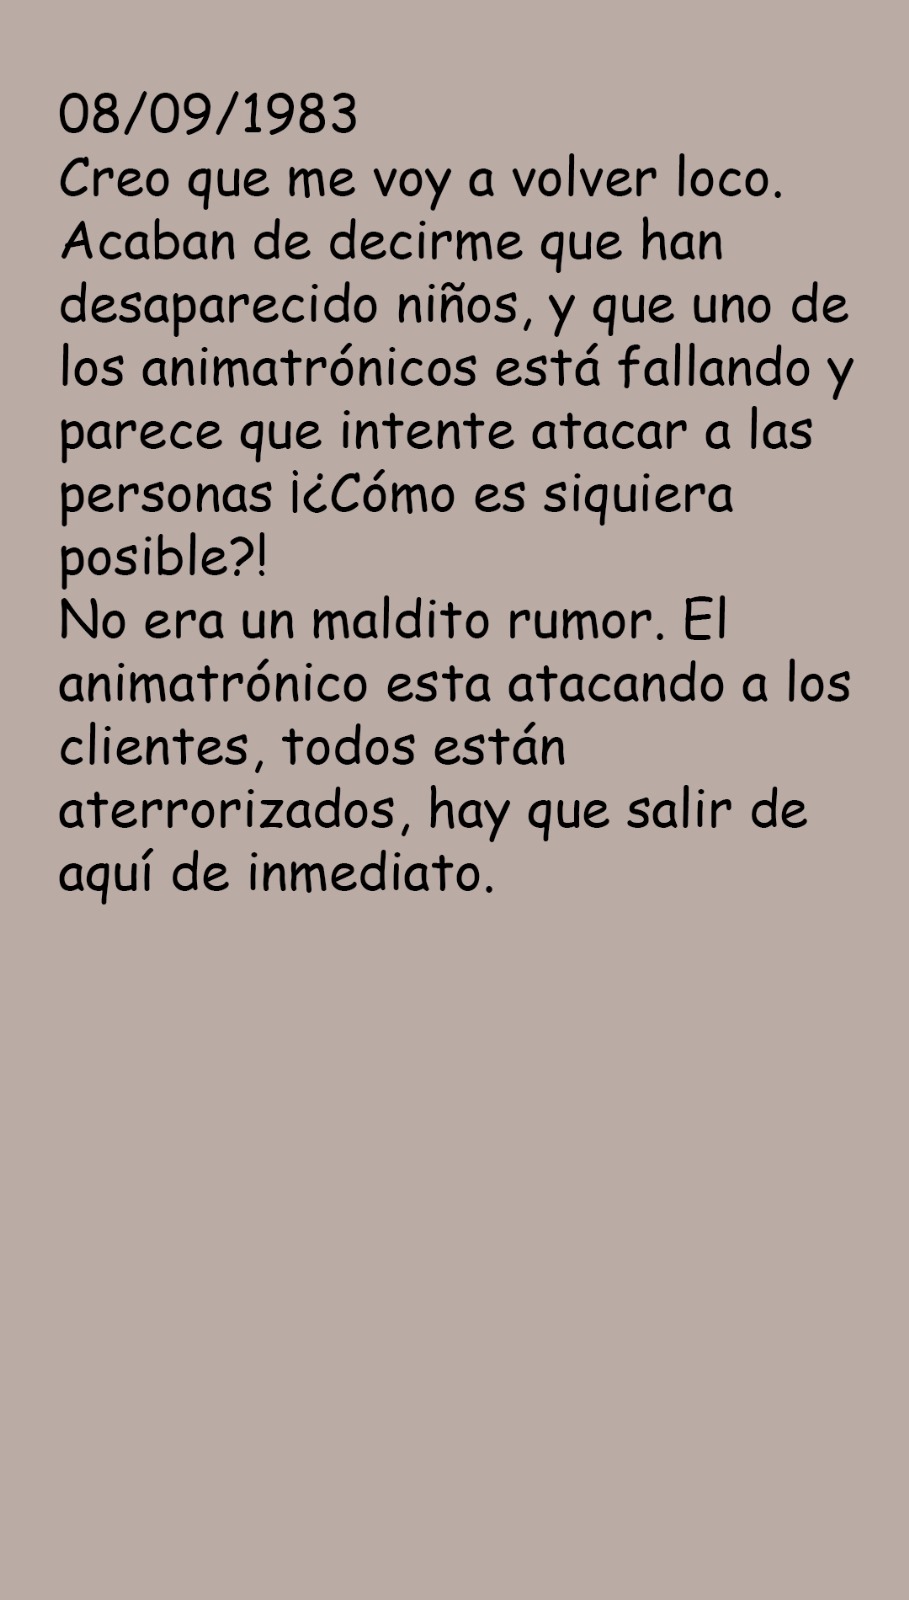 08/09/1983
Creo que me voy a volver loco.
Acaban de decirme que han
desaparecido niños, y que uno de
los animatrónicos está fallando y
parece que intente atacar a las
personas ¡¿Cómo es siquiera
posible?!
No era un maldito rumor. El
animatrónico esta atacando a los
clientes, todos están
aterrorizados, hay que salir de
aquí de inmediato.